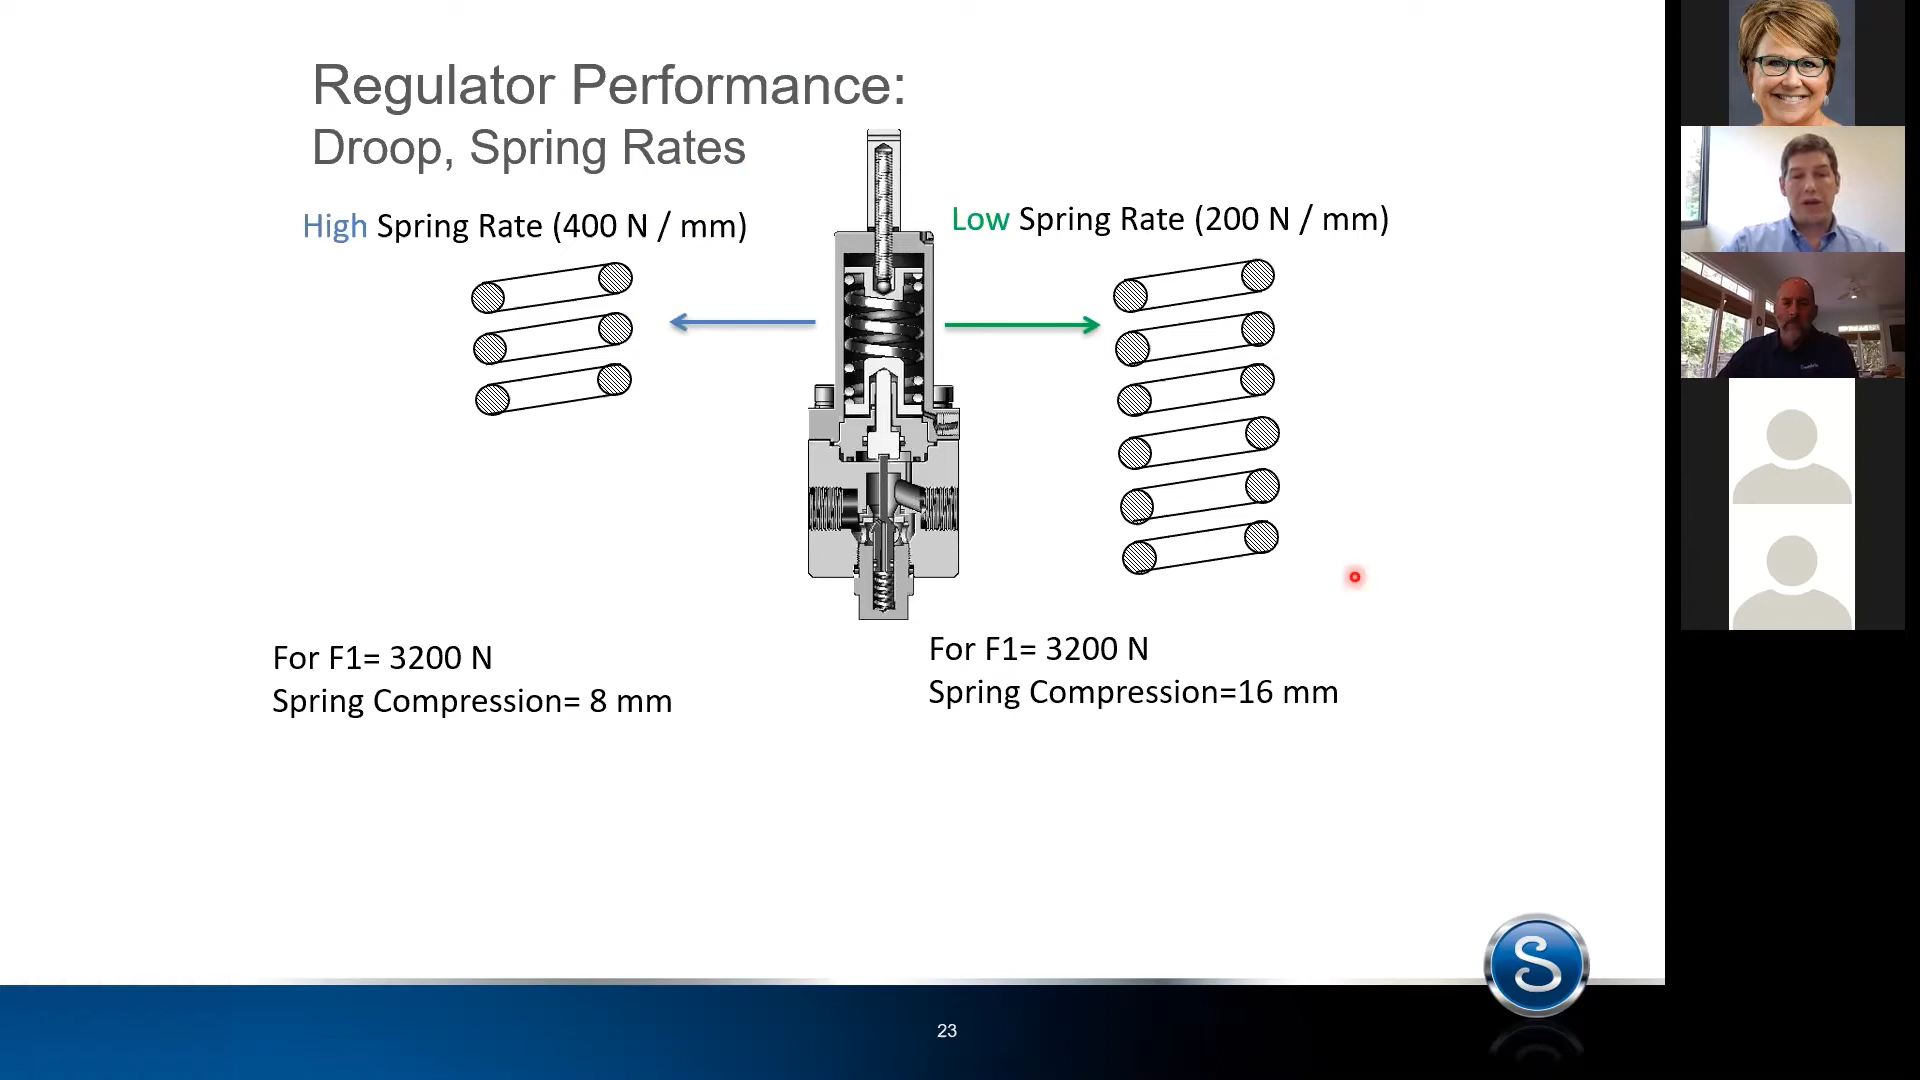 Regulator Performance:
Droop, Spring Rates
High Spring Rate (400 N / mm)
Low Spring Rate (200 N / mm)
For F1= 3200 N
Spring Compression= 8 mm
For F1= 3200 N
Spring Compression=16 mm
S
23